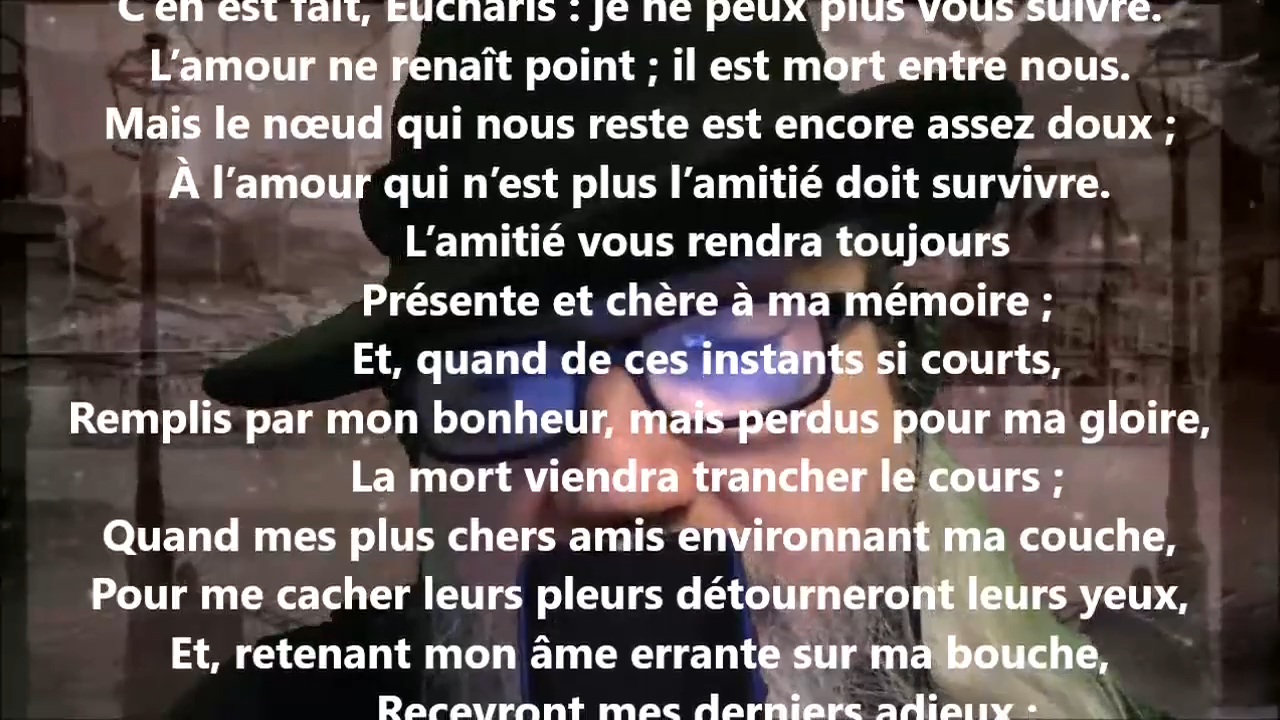 C’en est fait, Eucharis : je ne peux plus vous suivre.
L’amour ne renaît point ; il est mort entre nous.
Mais le nœud qui nous reste est encore assez doux ;
À l’amour qui n’est plus l’amitié doit survivre.
L’amitié vous rendra toujours
Présente et chère à ma mémoire ;
Et, quand de ces instants si courts,
Remplis par mon bonheur, mais perdus pour ma gloire,
La mort viendra trancher le cours ;
Quand mes plus chers amis environnant ma couche,
Pour me cacher leurs pleurs détourneront leurs yeux,
Et, retenant mon âme errante sur ma bouche,
Recevront mes derniers adieux ;